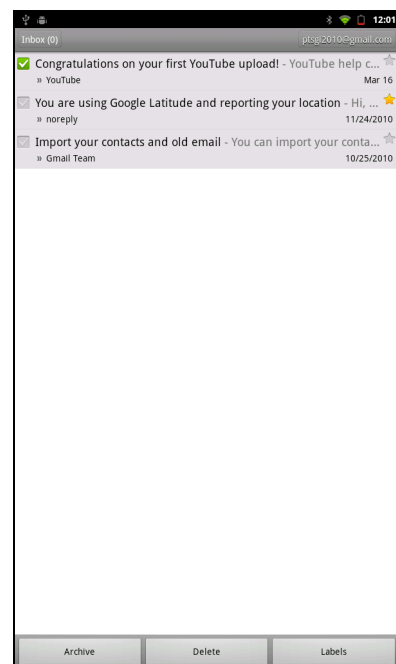 12:01
Inbox (0) ptsgl2010@gmail.com
Congratulations on your first YouTube upload! - YouTube help c...
» YouTube Mar 16
You are using Google Latitude and reporting your location - Hi, ...
» noreply 11/24/2010
Import your contacts and old email - You can import your conta...
» Gmail Team 10/25/2010
Archive Delete Labels